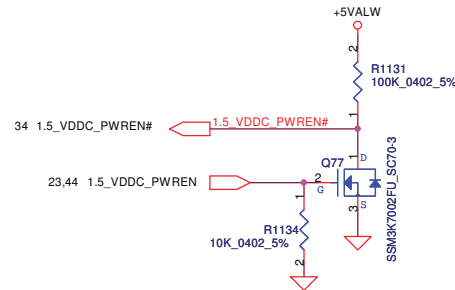 +5VALW
2
R1131
100K_0402_5%
1
34 1.5_VDDC_PWREN#
1.5_VDDC_PWREN#
1
D
Q77
23,44 1.5_VDDC_PWREN
2
G
S
3
SSM3K7002FU_SC70-3
1
R1134
10K_0402_5%
2